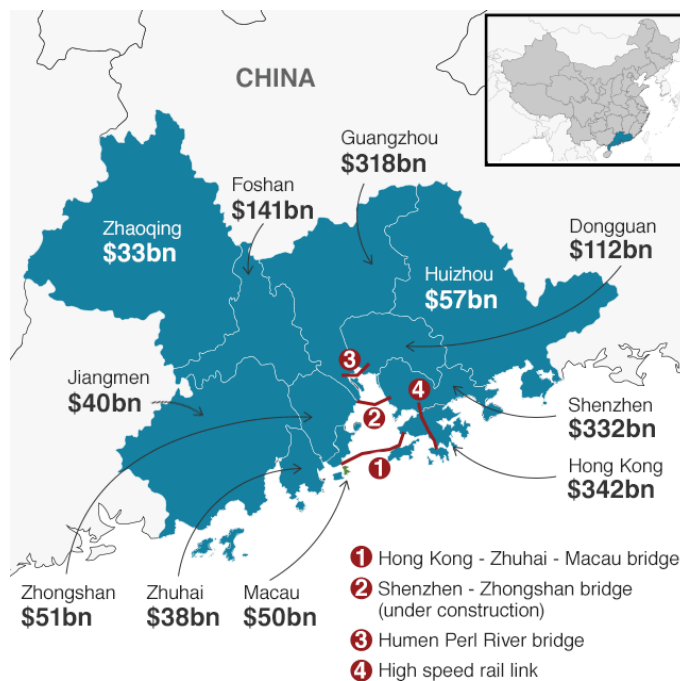 CHINA
Guangzhou
$318bn
Foshan
$141bn
Zhaoqing
$33bn
Dongguan
$112bn
Huizhou
$57bn
3
4
Jiangmen
$40bn
2
Shenzhen
$332bn
1
Hong Kong
$342bn
Zhongshan
$51bn
Zhuhai
$38bn
Macau
$50bn
1 Hong Kong - Zhuhai - Macau bridge
2 Shenzhen - Zhongshan bridge
(under construction)
3 Humen Perl River bridge
4 High speed rail link